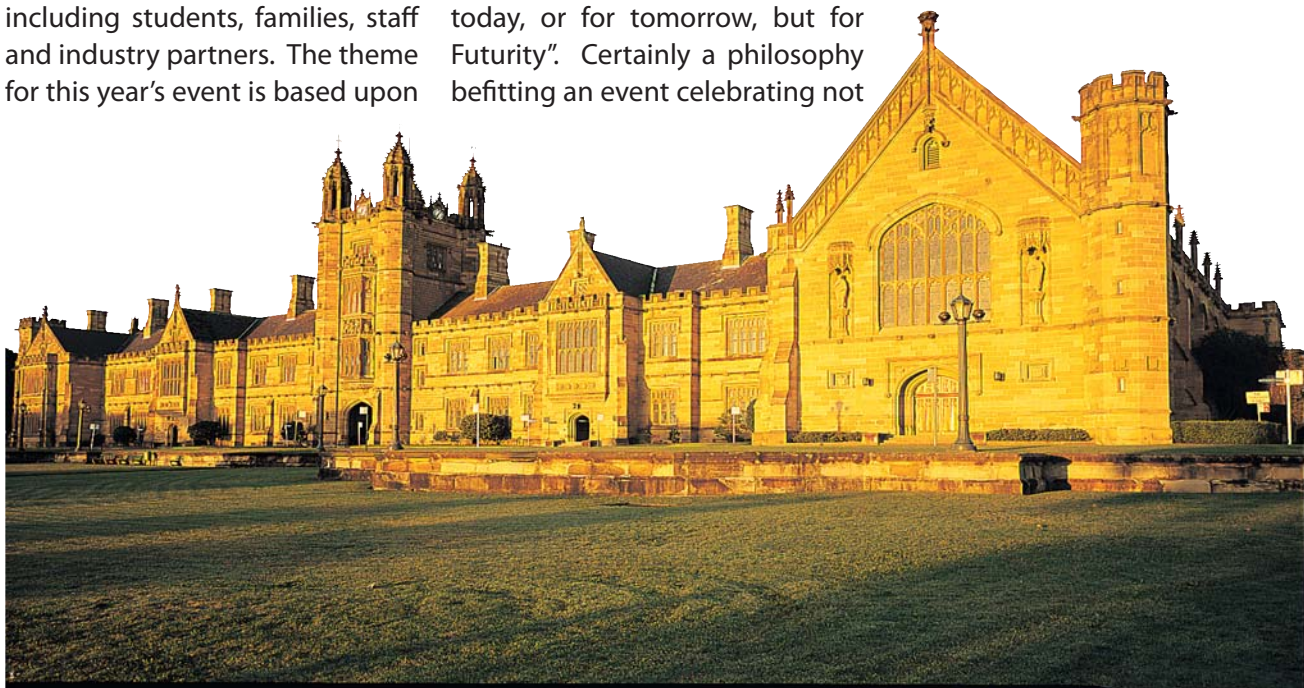 including students, families, staff
and industry partners. The theme
for this year’s event is based upon
today, or for tomorrow, but for
Futurity”. Certainly a philosophy
befitting an event celebrating not